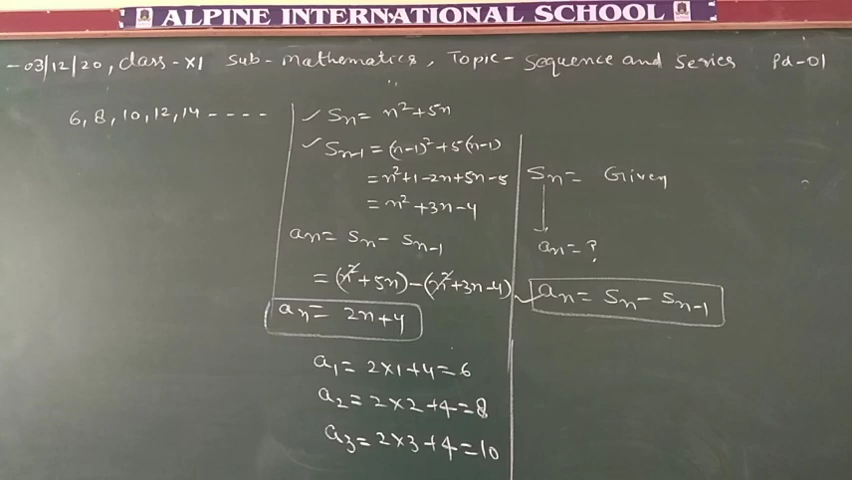 ALPINE INTERNATIONAL SCHOOL
-03/12/20, class-XI Sub-Mathematics, Topic-Sequence and Series Pd-01
6, 8, 10, 12, 14 - - - -
✓ Sn = n²+5n
✓ Sn-1 = (n-1)²+5(n-1)
= n²+1-2n+5n-5
= n²+3n-4
an = Sn - Sn-1
= (n²+5n)-(n²+3n-4)
an = 2n+4
a1 = 2×1+4=6
a2 = 2×2+4=8
a3 = 2×3+4=10
Sn = Given
↓
an = ?
✓ an = Sn - Sn-1